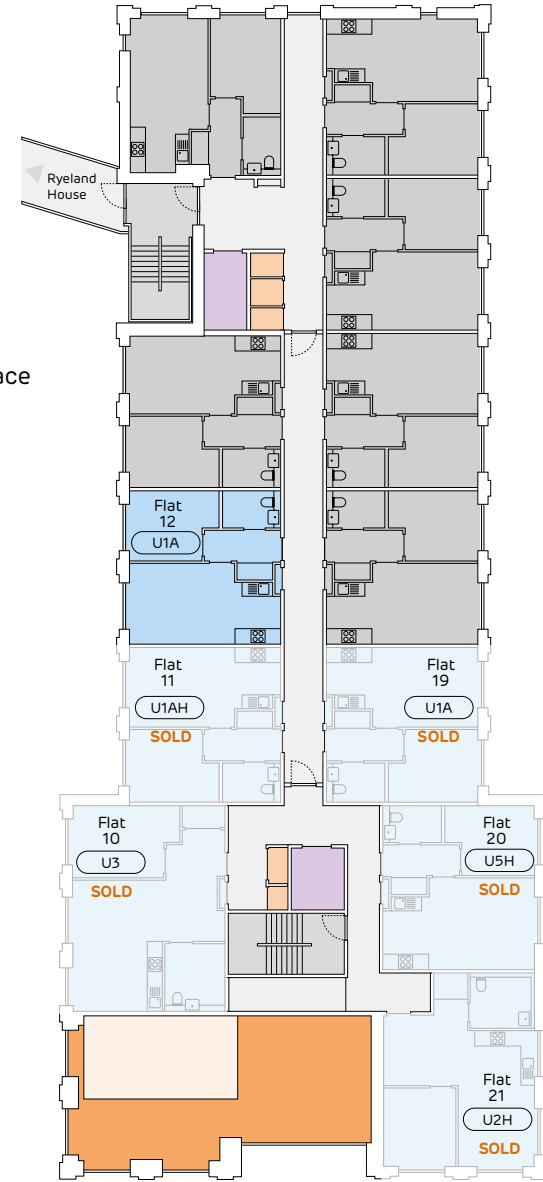 Ryeland
House
ace
Flat
12
U1A
Flat
11
U1AH
SOLD
Flat
19
U1A
SOLD
Flat
10
U3
SOLD
Flat
20
U5H
SOLD
Flat
21
U2H
SOLD